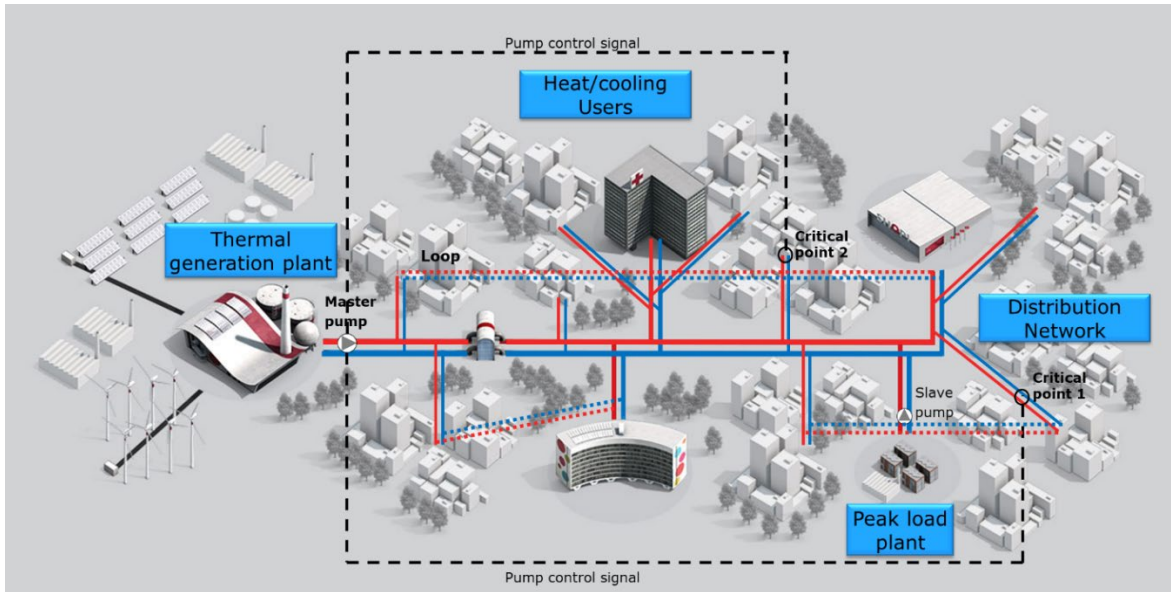 Pump control signal
Heat/cooling
Users
Thermal
generation plant
Loop
Critical
point 2
Master
pump
Distribution
Network
Slave
pump
Critical
point 1
Peak load
plant
Pump control signal